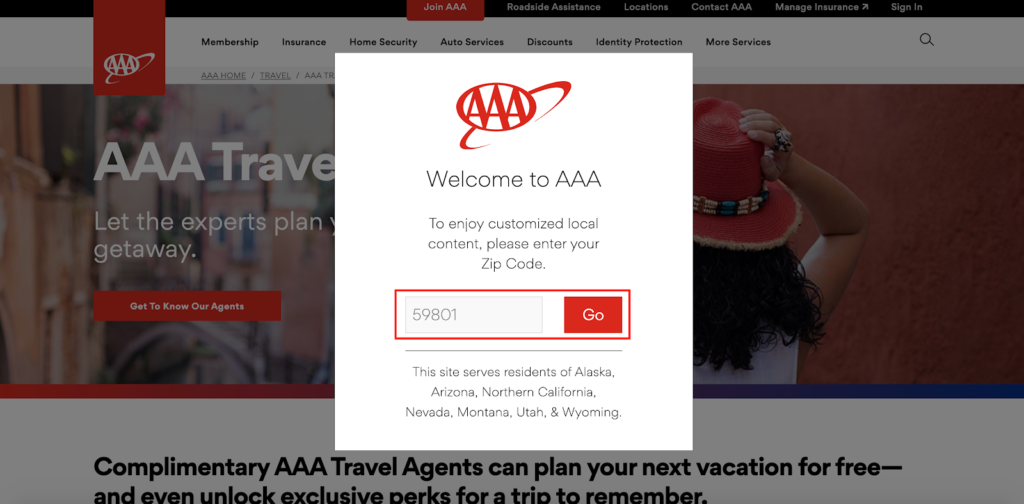 Join AAA Roadside Assistance Locations Contact AAA Manage Insurance Sign In
Membership Insurance Home Security Auto Services Discounts Identity Protection More Services
AAA
AAA HOME / TRAVEL / AAA TR
AAA
Welcome to AAA
To enjoy customized local
content, please enter your
Zip Code.
59801 Go
This site serves residents of Alaska,
Arizona, Northern California,
Nevada, Montana, Utah, & Wyoming.
AAA Trave
Let the experts plan y
getaway.
Get To Know Our Agents
Complimentary AAA Travel Agents can plan your next vacation for free—
and even unlock exclusive perks for a trip to remember.